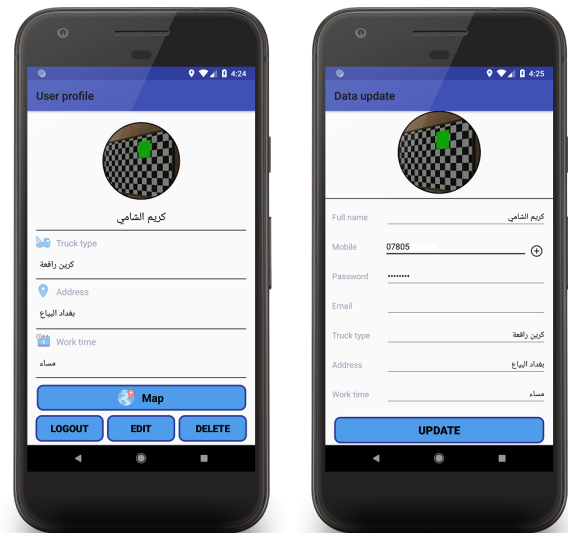 4:24
User profile
كريم الشامي
Truck type
كرين رافعة
Address
بغداد البياع
Work time
مساء
Map
LOGOUT
EDIT
DELETE
4:25
Data update
Full name
كريم الشامي
Mobile
07805
Password
••••••••
Email
Truck type
كرين رافعة
Address
بغداد البياع
Work time
مساء
UPDATE